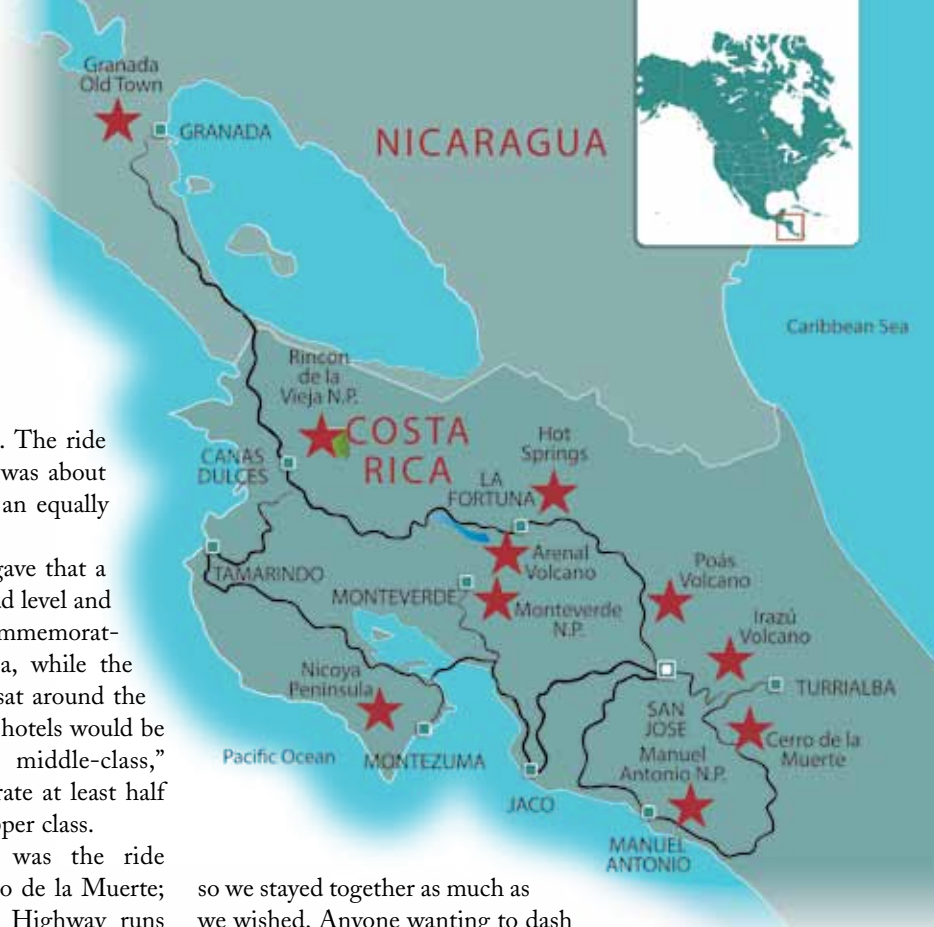 Granada
Old Town
GRANADA
NICARAGUA
Caribbean Sea
Rincon
de la
Vieja N.P.
COSTA
RICA
CANAS
DULCES
Hot
Springs
LA
FORTUNA
Arenal
Volcano
TAMARINDO
MONTEVERDE
Monteverde
N.P.
Poás
Volcano
Irazú
Volcano
Nicoya
Peninsula
TURRIALBA
SAN
JOSE
Cerro de la
Muerte
Manuel
Antonio N.P.
Pacific Ocean
MONTEZUMA
JACO
MANUEL
ANTONIO
. The ride
was about
an equally
gave that a
level and
mmemorat-
a, while the
sat around the
hotels would be
middle-class,”
rate at least half
per class.
was the ride
o de la Muerte;
Highway runs
so we stayed together as much as
we wished. Anyone wanting to dash